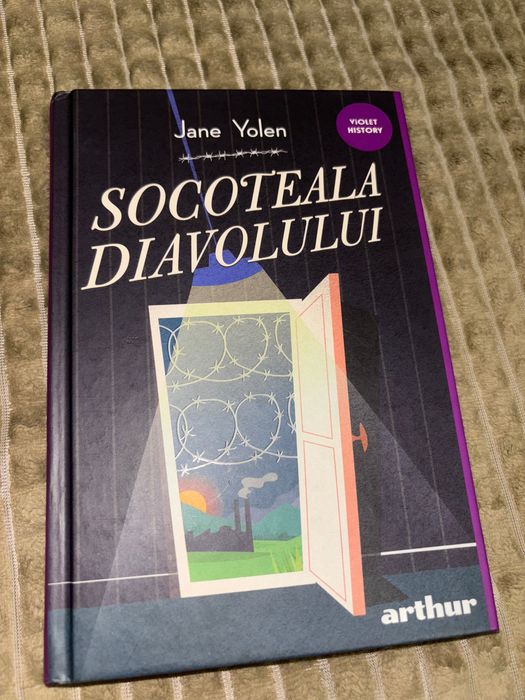 Jane Yolen
VIOLET
HISTORY
SOCOTEALA
DIAVOLULUI
arthur